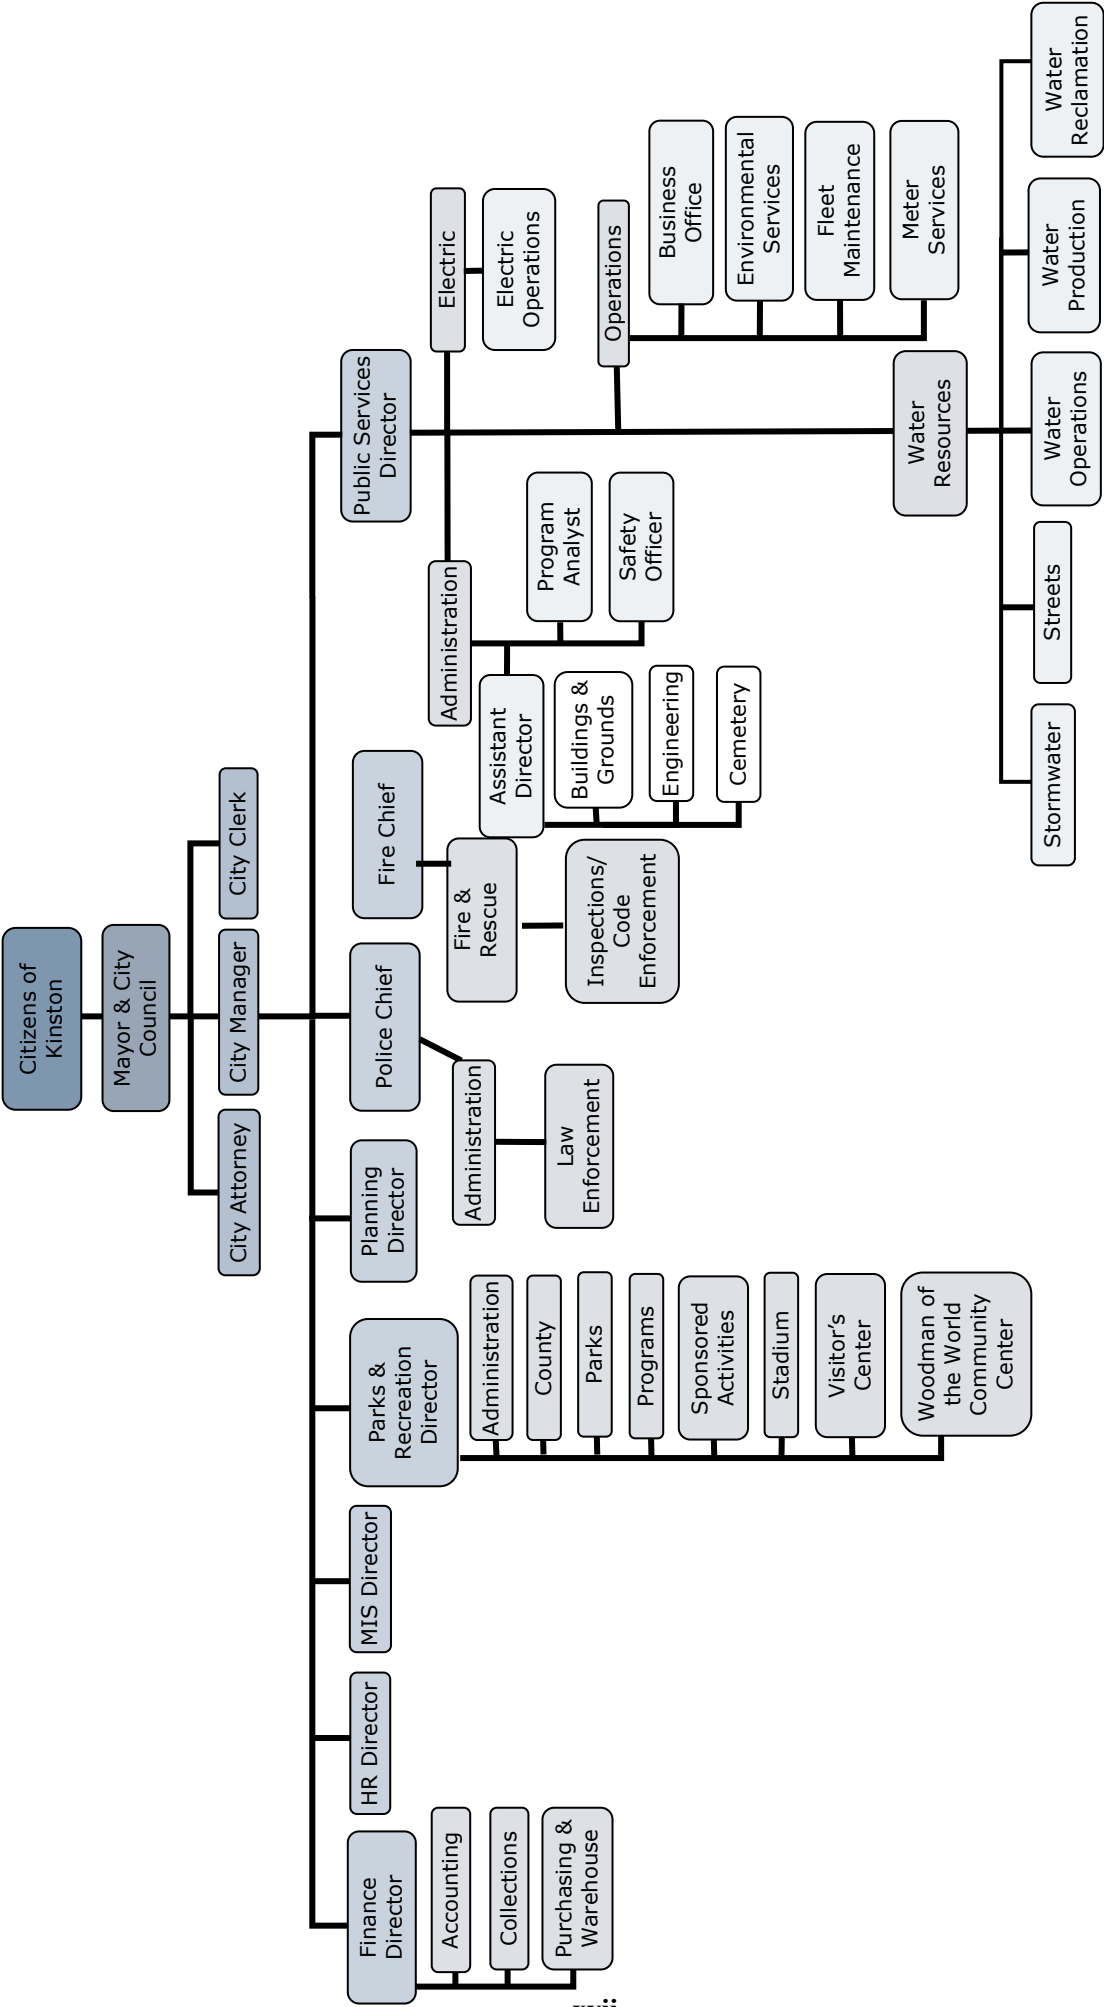 Citizens of
Kinston
Mayor & City
Council
City Attorney
City Manager
City Clerk
Finance
Director
HR Director
MIS Director
Parks &
Recreation
Director
Planning
Director
Police Chief
Fire Chief
Public Services
Director
Accounting
Collections
Purchasing &
Warehouse
Administration
County
Parks
Programs
Sponsored
Activities
Stadium
Visitor's
Center
Woodman of
the World
Community
Center
Administration
Law
Enforcement
Fire &
Rescue
Inspections/
Code
Enforcement
Administration
Assistant
Director
Buildings &
Grounds
Engineering
Cemetery
Program
Analyst
Safety
Officer
Electric
Electric
Operations
Operations
Business
Office
Environmental
Services
Fleet
Maintenance
Meter
Services
Water
Resources
Stormwater
Streets
Water
Operations
Water
Production
Water
Reclamation